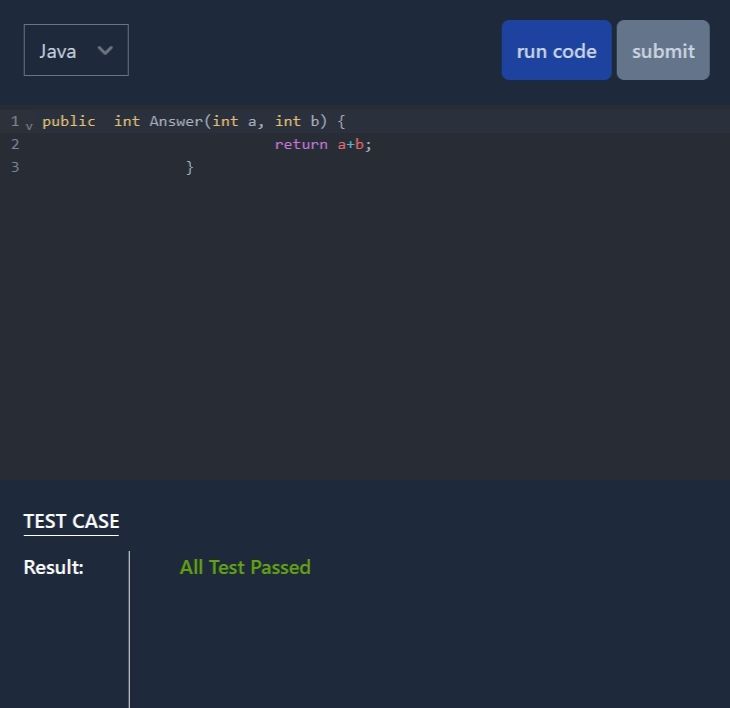 Java
run code
submit
1 v public  int Answer(int a, int b) {
2 return a+b;
3 }
TEST CASE
Result:
All Test Passed